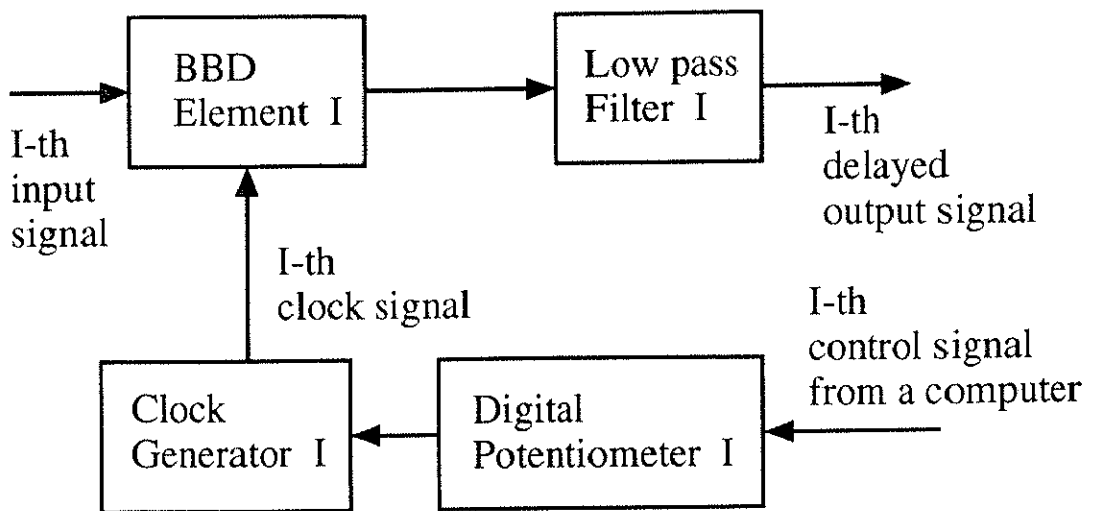 BBD
Element I
Low pass
Filter I
I-th
input
signal
I-th
delayed
output signal
I-th
clock signal
I-th
control signal
from a computer
Clock
Generator I
Digital
Potentiometer I